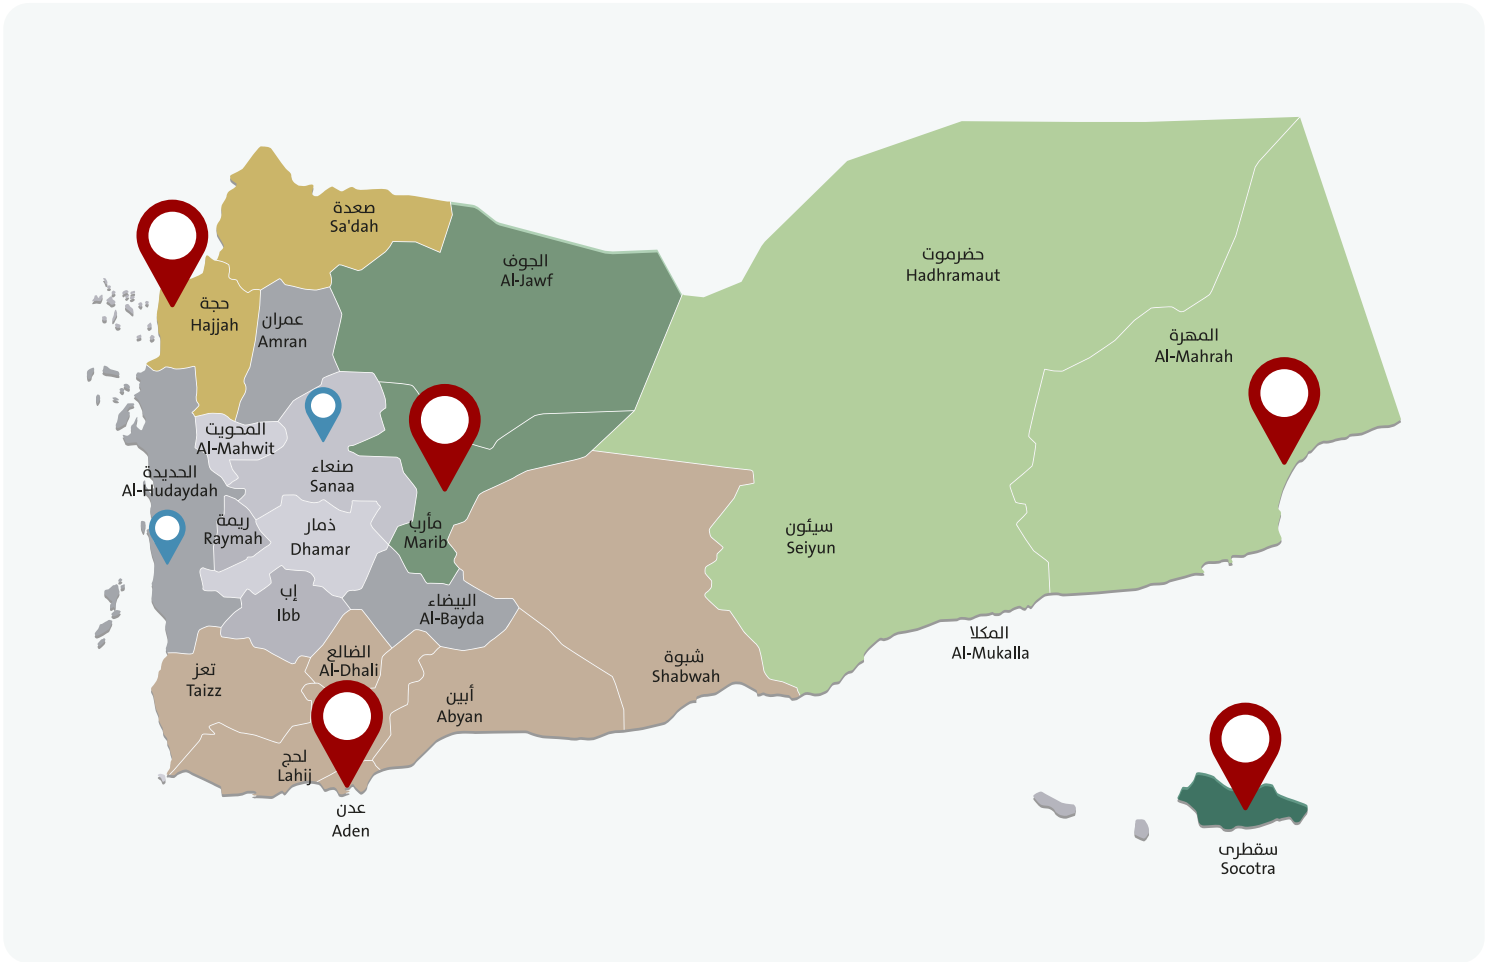 صعدة
Sa'dah
الجوف
Al-Jawf
حضرموت
Hadhramaut
حجة
Hajjah
عمران
Amran
المهرة
Al-Mahrah
المحويت
Al-Mahwit
صنعاء
Sanaa
الحديدة
Al-Hudaydah
ريمة
Raymah
ذمار
Dhamar
مأرب
Marib
سيئون
Seiyun
إب
Ibb
البيضاء
Al-Bayda
المكلا
Al-Mukalla
تعز
Taizz
الضالع
Al-Dhali
شبوة
Shabwah
أبين
Abyan
لحج
Lahij
عدن
Aden
سقطرى
Socotra